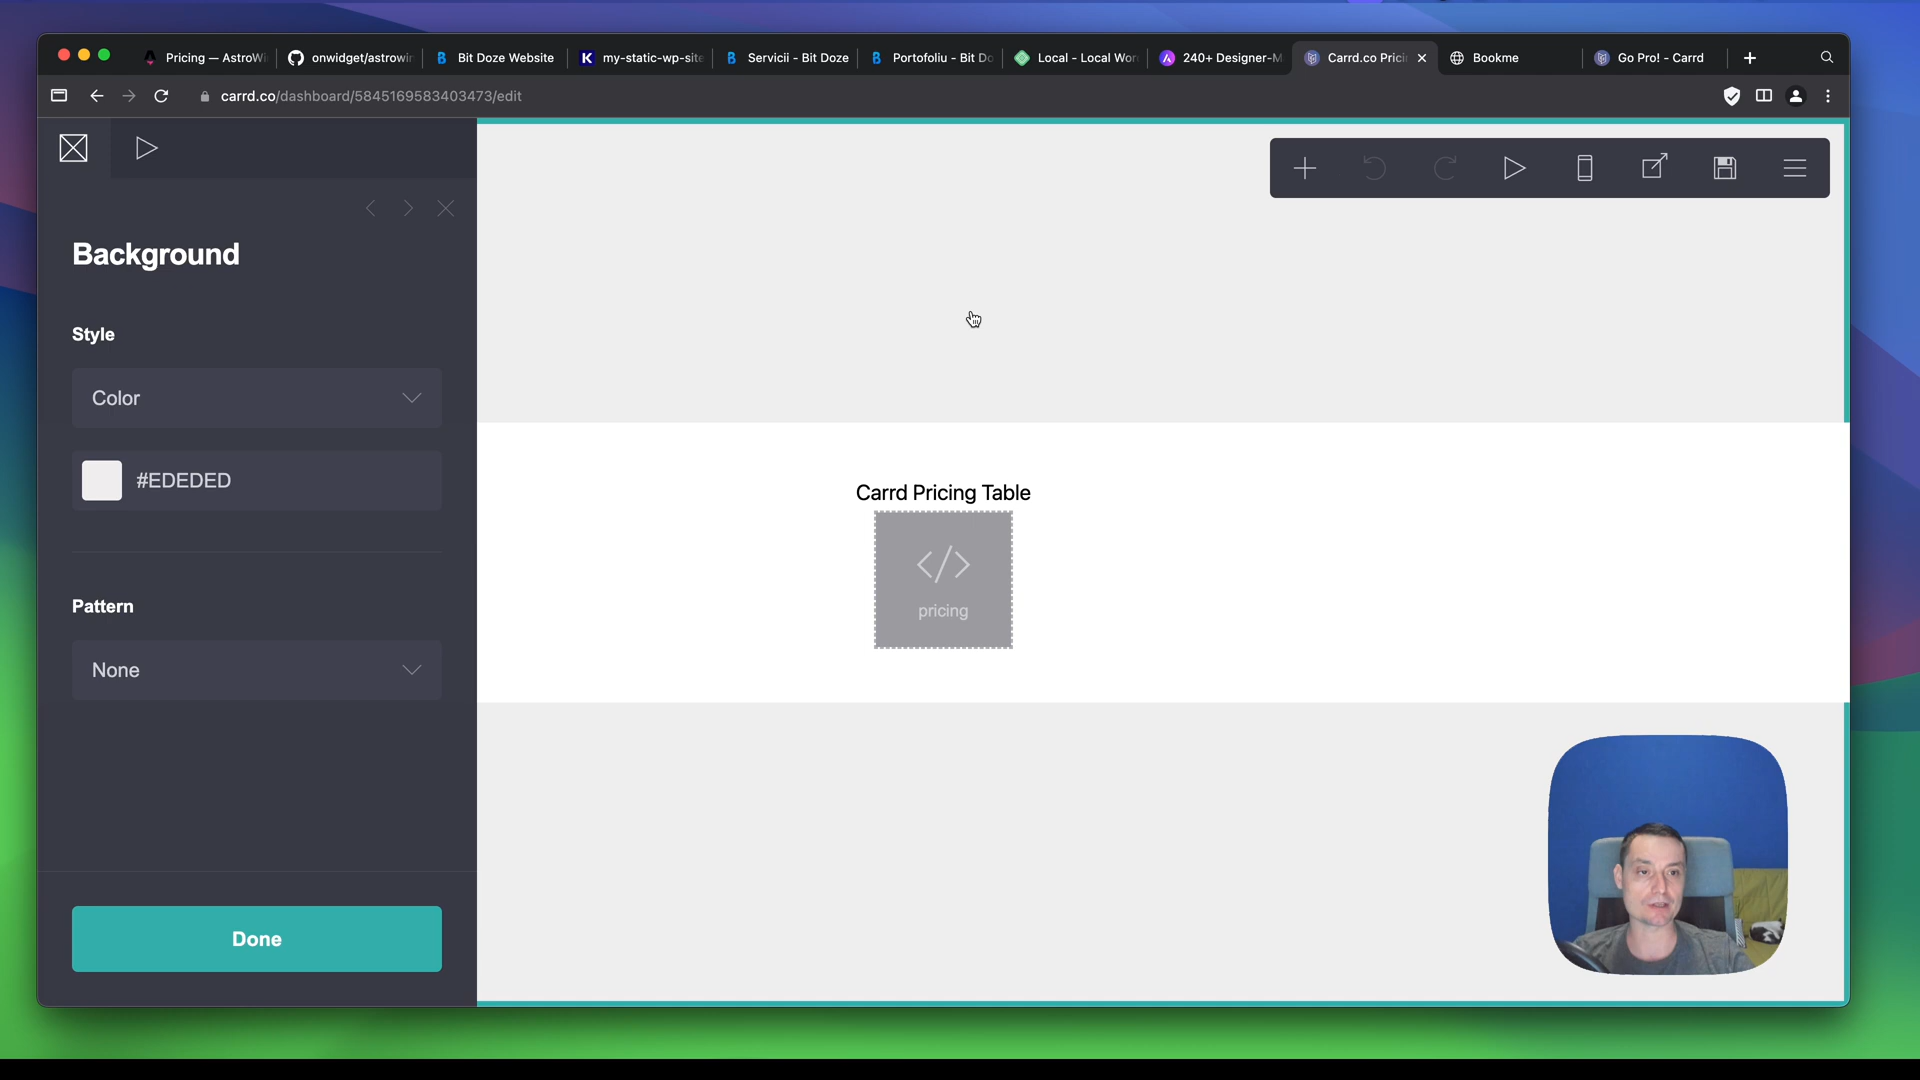 Pricing — AstroWi
onwidget/astrowin
Bit Doze Website
my-static-wp-site
Servicii - Bit Doze
Portofoliu - Bit Do
Local - Local Wor
240+ Designer-M
Carrd.co Prici
Bookme
Go Pro! - Carrd
carrd.co/dashboard/5845169583403473/edit
Background
Style
Color
#EDEDED
Pattern
None
Done
Carrd Pricing Table
</>
pricing